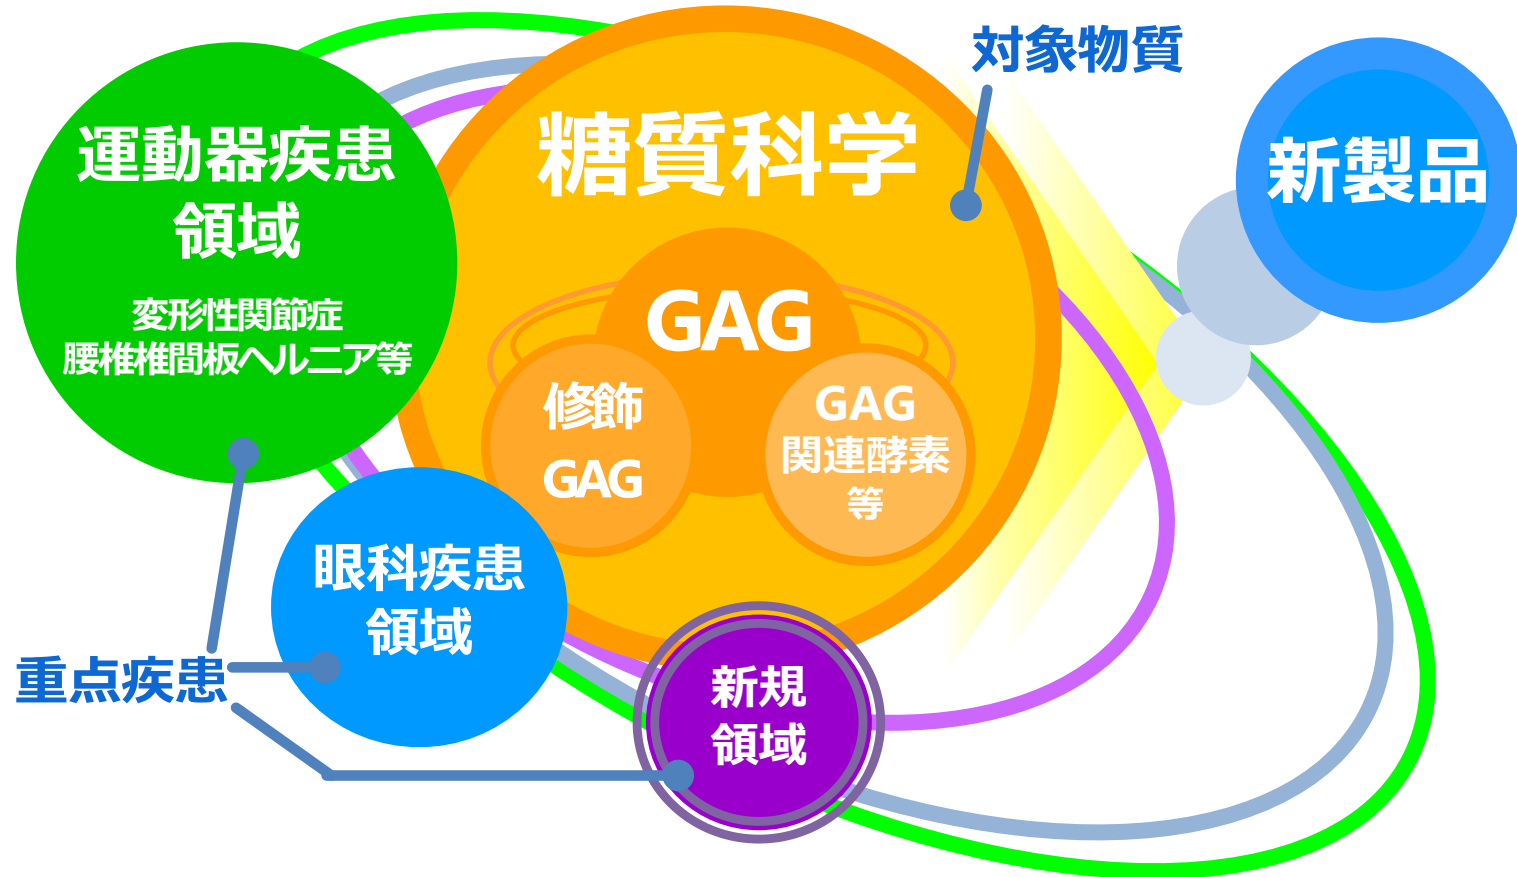 対象物質
糖質科学
新製品
運動器疾患
領域
変形性関節症
腰椎椎間板ヘルニア等
GAG
修飾
GAG
GAG
関連酵素
等
眼科疾患
領域
重点疾患
新規
領域